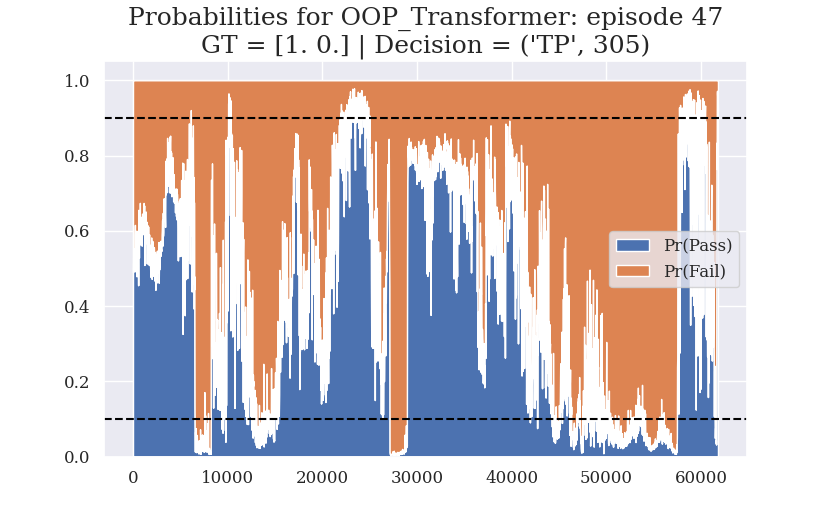 Probabilities for OOP_Transformer: episode 47
GT = [1. 0.] | Decision = ('TP', 305)
1.0
0.8
0.6
0.4
0.2
0.0
Pr(Pass)
Pr(Fail)
0 10000 20000 30000 40000 50000 60000